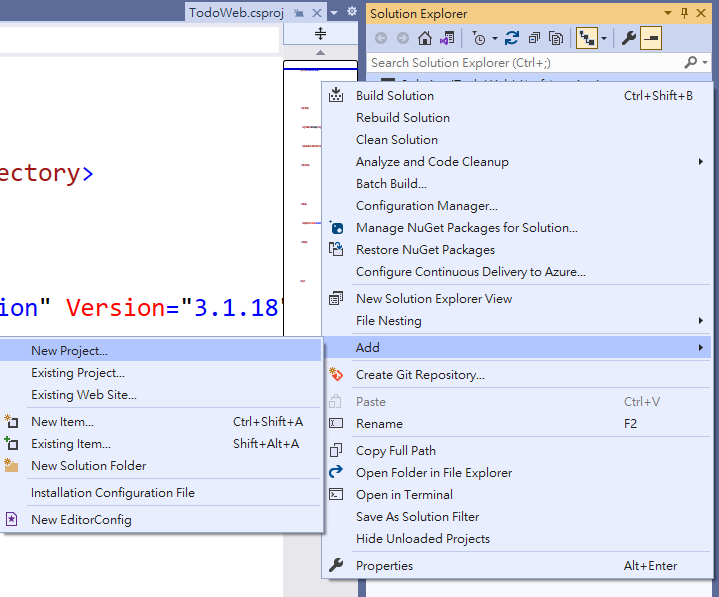 TodoWeb.csproj
Solution Explorer
Search Solution Explorer (Ctrl+;)
ectory>
ion" Version="3.1.18"
Build Solution Ctrl+Shift+B
Rebuild Solution
Clean Solution
Analyze and Code Cleanup
Batch Build...
Configuration Manager...
Manage NuGet Packages for Solution...
Restore NuGet Packages
Configure Continuous Delivery to Azure...
New Solution Explorer View
File Nesting
Add
Create Git Repository...
Paste Ctrl+V
Rename F2
Copy Full Path
Open Folder in File Explorer
Open in Terminal
Save As Solution Filter
Hide Unloaded Projects
Properties Alt+Enter
New Project...
Existing Project...
Existing Web Site...
New Item... Ctrl+Shift+A
Existing Item... Shift+Alt+A
New Solution Folder
Installation Configuration File
New EditorConfig